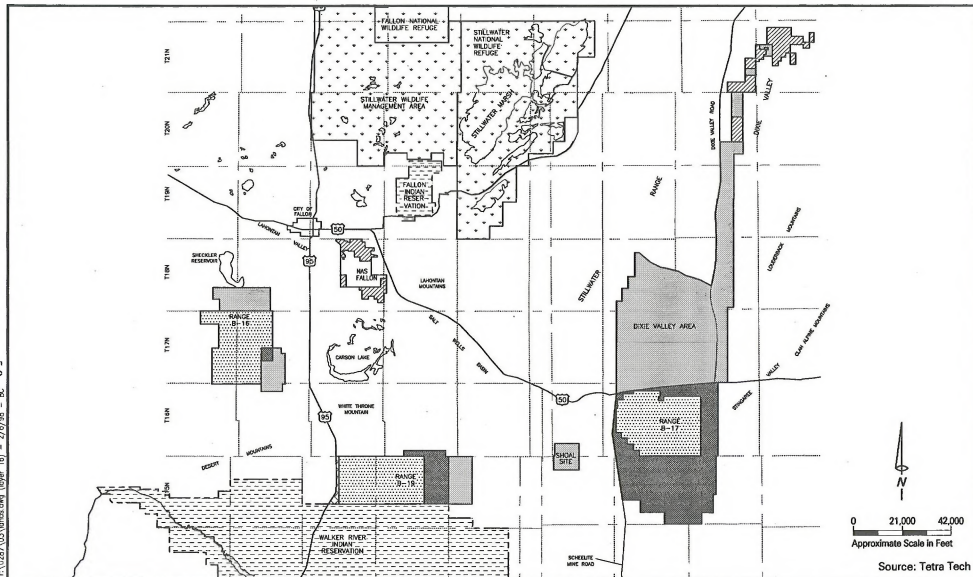 FALLON NATIONAL
WILDLIFE REFUGE
STILLWATER
NATIONAL
WILDLIFE
REFUGE
T21N
STILLWATER WILDLIFE
MANAGEMENT AREA
STILLWATER MARSH
DIXIE VALLEY ROAD
DIXIE
VALLEY
T20N
T19N
FALLON
INDIAN
RESER-
VATION
STILLWATER
RANGE
CITY OF
FALLON
LAHONTAN
VALLEY
50
95
LOUDERBACK
MOUNTAINS
SHECKLER
RESERVOIR
T18N
NAS
FALLON
LAHONTAN
MOUNTAINS
SALT
WELLS
BASIN
RANGE
B-16
T17N
CARSON LAKE
DIXIE VALLEY AREA
CLAN ALPINE MOUNTAINS
STINGAREE
VALLEY
50
T16N
WHITE THRONE
MOUNTAIN
95
RANGE
B-17
DESERT
MOUNTAINS
SHOAL
SITE
T15N
RANGE
B-19
WALKER RIVER
INDIAN
RESERVATION
SCHEELITE
MINE ROAD
N
0 21,000 42,000
Approximate Scale in Feet
Source: Tetra Tech